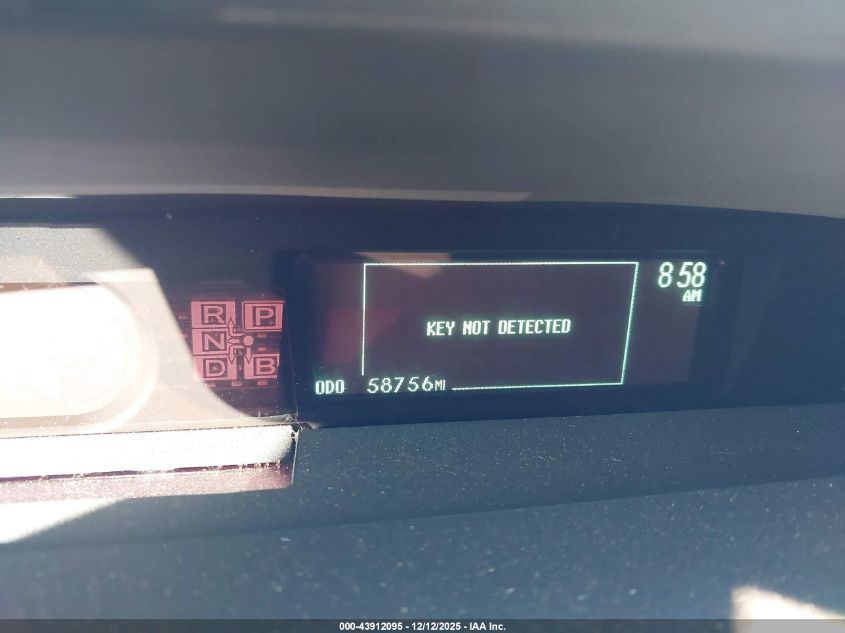 8:58
AM
R P
N
D B
KEY NOT DETECTED
ODO 58756MI
000-43912095 - 12/12/2025 - IAA Inc.